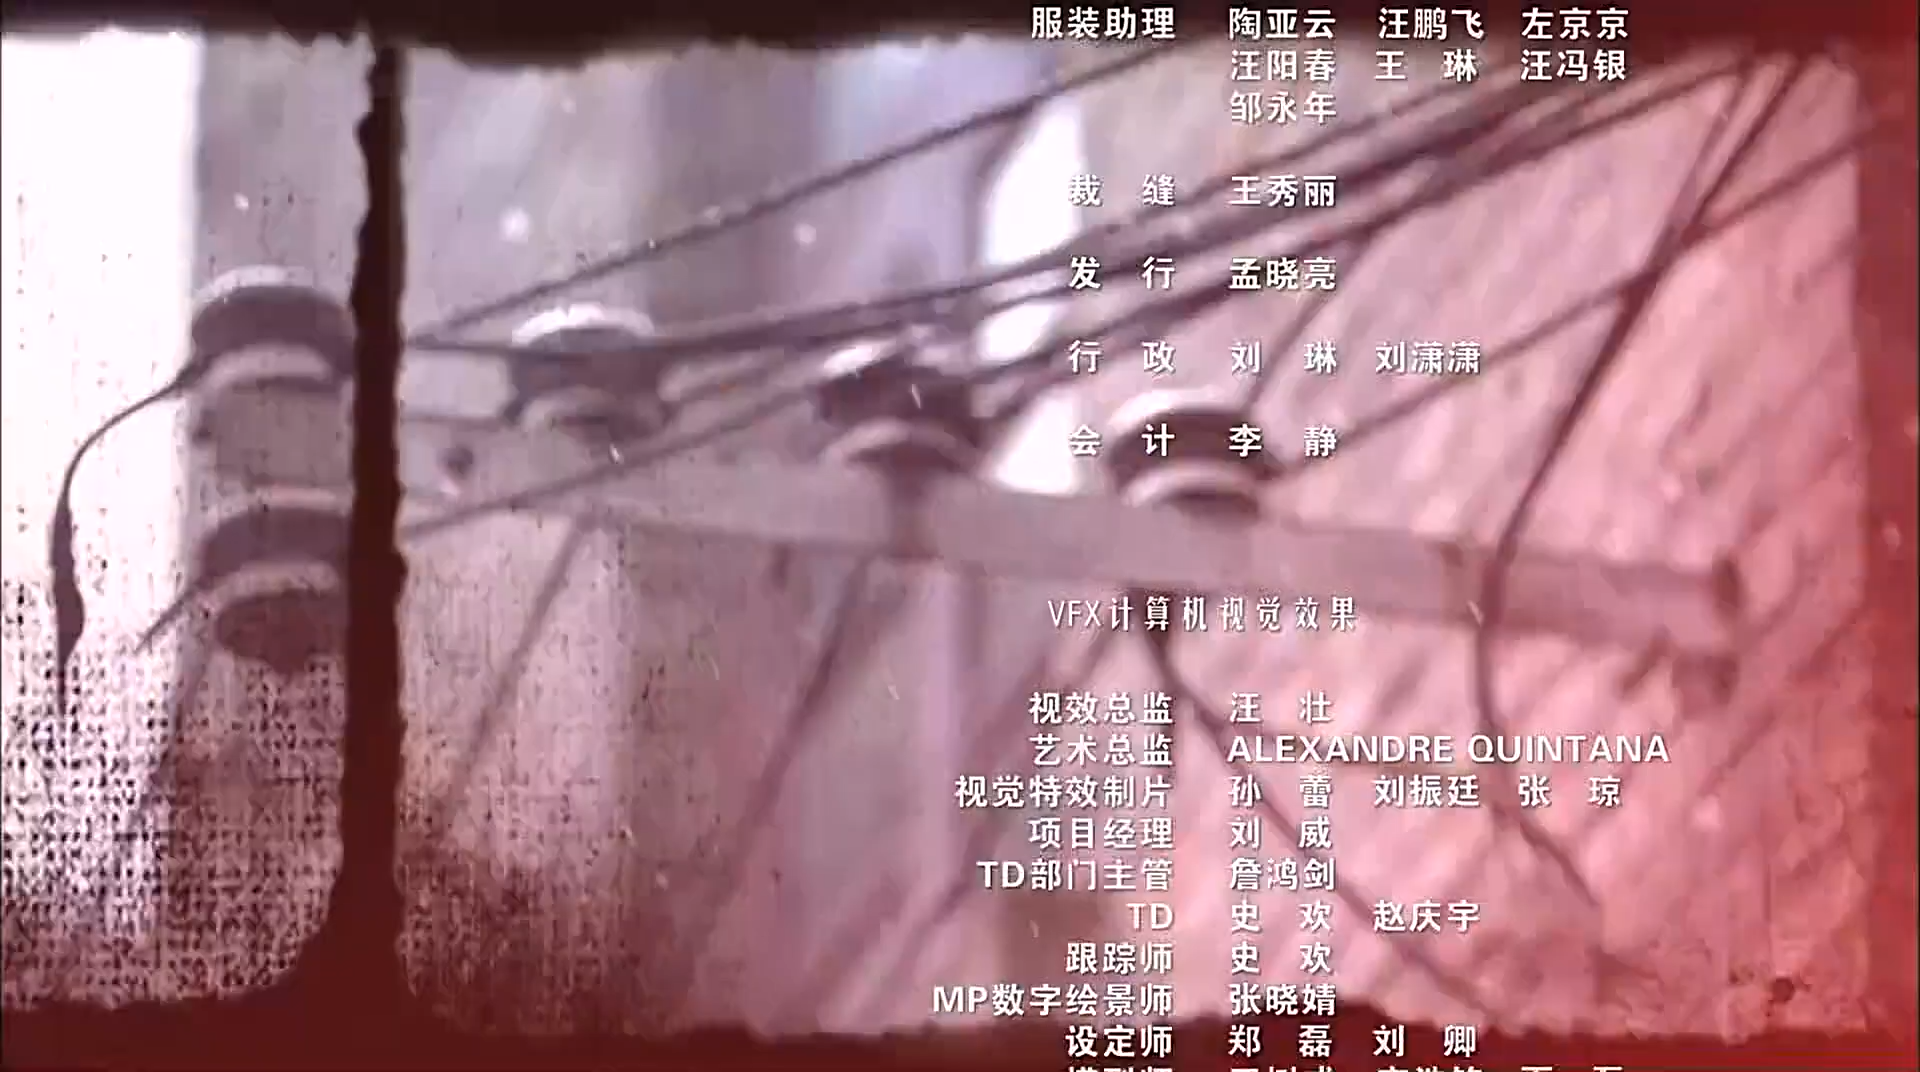 服装助理 陶亚云 汪鹏飞 左京京
汪阳春 王 琳 汪冯银
邹永年
裁 缝 王秀丽
发 行 孟晓亮
行 政 刘 琳 刘潇潇
会 计 李 静
VFX计算机视觉效果
视效总监 汪 壮
艺术总监 ALEXANDRE QUINTANA
视觉特效制片 孙 蕾 刘振廷 张 琼
项目经理 刘 威
TD部门主管 詹鸿剑
TD 史 欢 赵庆宇
跟踪师 史 欢
MP数字绘景师 张晓婧
设定师 郑 磊 刘 卿